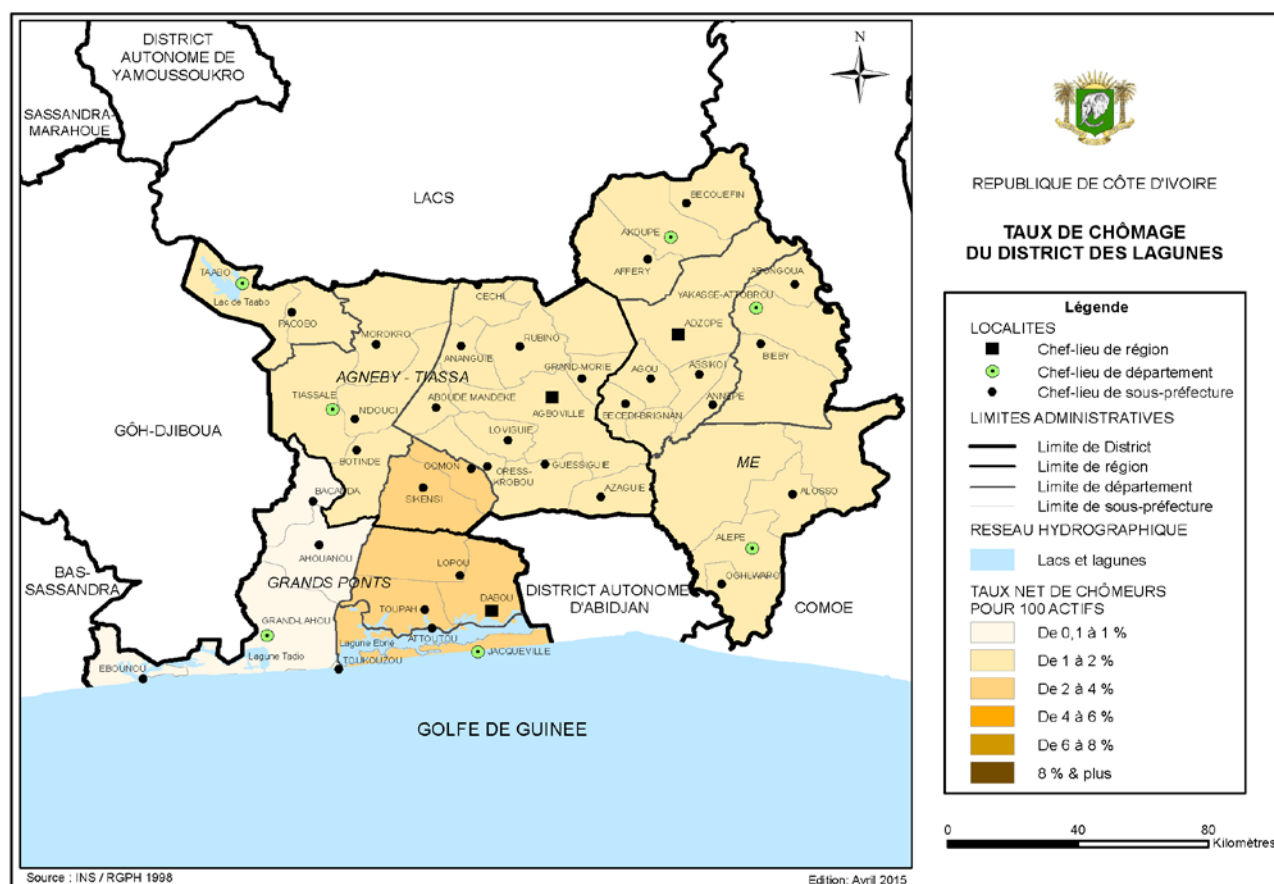 DISTRICT
AUTONOME DE
YAMOUSSOUKRO
SASSANDRA-
MARAHOUE
N
LACS
BECOUEFIN
AKOUPE
AFFERY
ABONGOUA
YAKASSE-ATTOBROU
TAABO
Lac de Taabo
CECHI
PACOBO
ADZOPE
MOROKRO
RUBINO
ANANGUIE
BIEBY
GRAND-MORIE
AGOU
ASSIKOI
AGNEBY - TIASSA
TIASSALE
ABOUDE MANDEKE
AGBOVILLE
BECEDI-BRIGNAN
ANNEPE
NDOUCI
GÔH-DJIBOUA
LOVIGUIE
BOTINDE
GOMON
ORESS-
KROBOU
GUESSIGUIE
ME
SIKENSI
BACANDA
AZAGUIE
ALOSSO
AHOUANOU
ALEPE
BAS-
SASSANDRA
LOPOU
GRANDS PONTS
DISTRICT AUTONOME
D'ABIDJAN
OGHLWAPO
COMOE
DABOU
TOUPAH
GRAND-LAHOU
ATTOUTOU
Lagune Ebrié
Lagune Tadio
JACQUEVILLE
TOUKOUZOU
EBOUNOU
GOLFE DE GUINEE
Source : INS / RGPH 1998
Edition: Avril 2015
REPUBLIQUE DE CÔTE D'IVOIRE
TAUX DE CHÔMAGE
DU DISTRICT DES LAGUNES
Légende
LOCALITES
Chef-lieu de région
Chef-lieu de département
Chef-lieu de sous-préfecture
LIMITES ADMINISTRATIVES
Limite de District
Limite de région
Limite de département
Limite de sous-préfecture
RESEAU HYDROGRAPHIQUE
Lacs et lagunes
TAUX NET DE CHÔMEURS
POUR 100 ACTIFS
De 0,1 à 1 %
De 1 à 2 %
De 2 à 4 %
De 4 à 6 %
De 6 à 8 %
8 % & plus
0 40 80
Kilomètres